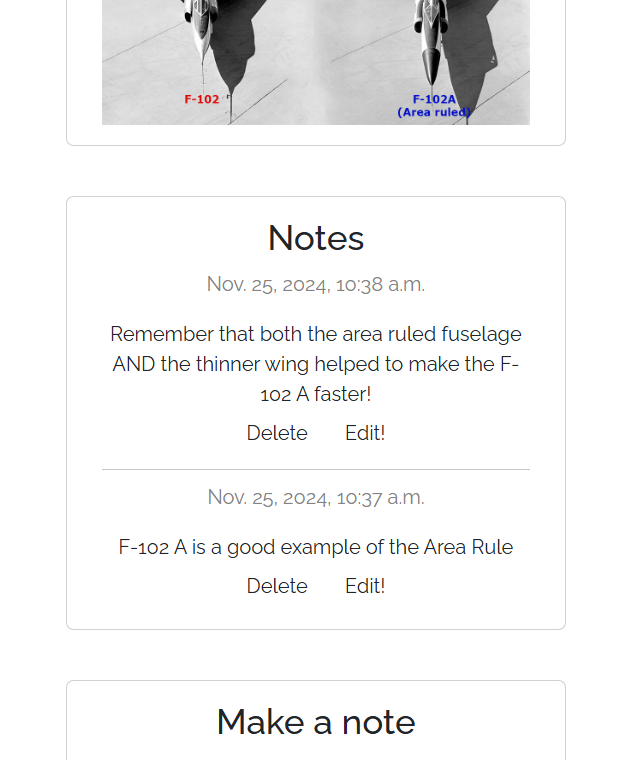 F-102
F-102A
(Area ruled)
Notes
Nov. 25, 2024, 10:38 a.m.
Remember that both the area ruled fuselage
AND the thinner wing helped to make the F-
102 A faster!
Delete Edit!
Nov. 25, 2024, 10:37 a.m.
F-102 A is a good example of the Area Rule
Delete Edit!
Make a note